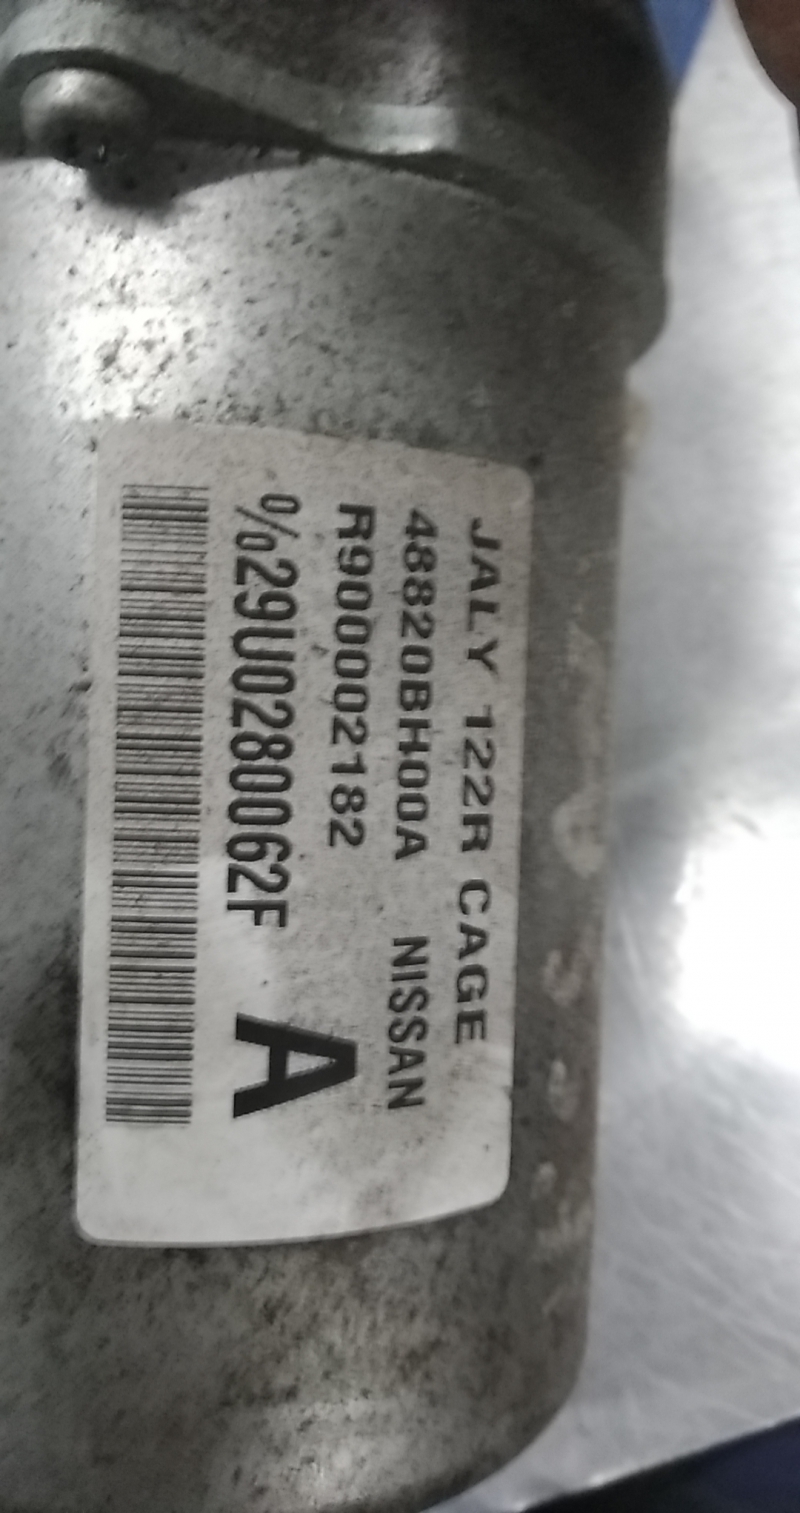 JALY 122R CAGE
48820BH00A NISSAN
R900002182
%29U0280062F
A